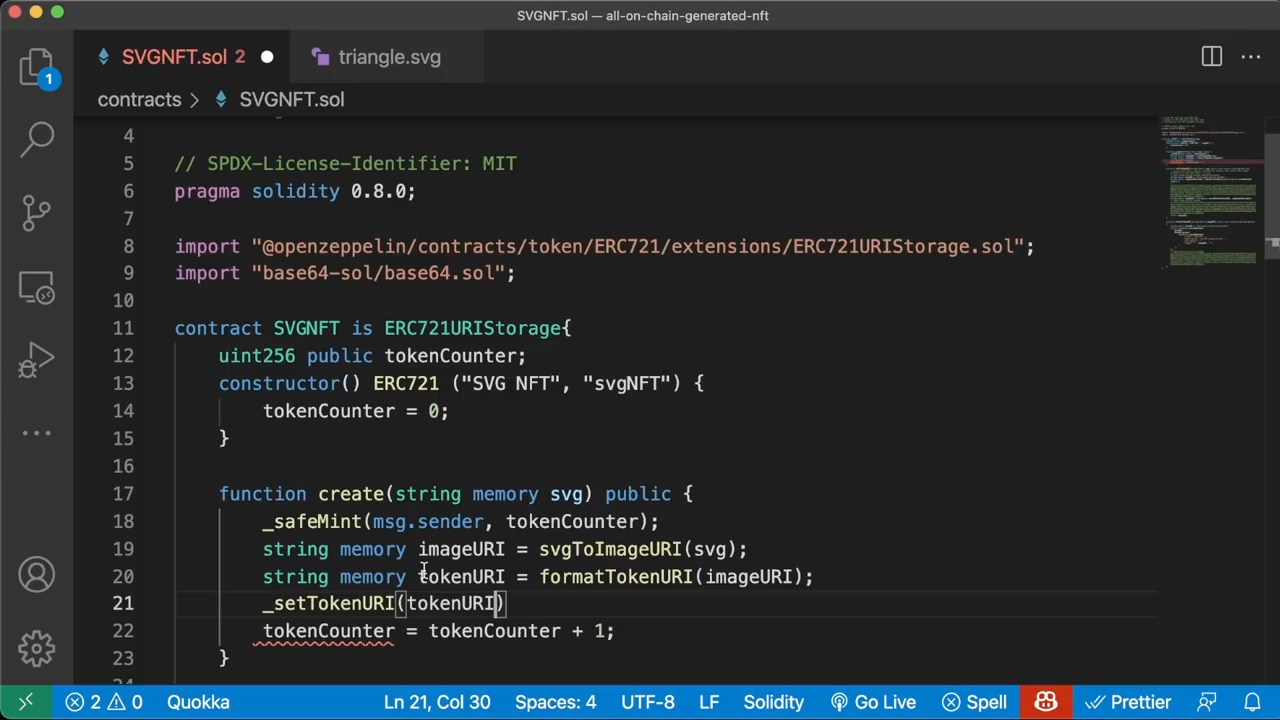 SVGNFT.sol — all-on-chain-generated-nft
SVGNFT.sol 2
triangle.svg
contracts > SVGNFT.sol
1
4
5 // SPDX-License-Identifier: MIT
6 pragma solidity 0.8.0;
7
8 import "@openzeppelin/contracts/token/ERC721/extensions/ERC721URIStorage.sol";
9 import "base64-sol/base64.sol";
10
11 contract SVGNFT is ERC721URIStorage{
12 uint256 public tokenCounter;
13 constructor() ERC721 ("SVG NFT", "svgNFT") {
14 tokenCounter = 0;
15 }
16
17 function create(string memory svg) public {
18 _safeMint(msg.sender, tokenCounter);
19 string memory imageURI = svgToImageURI(svg);
20 string memory tokenURI = formatTokenURI(imageURI);
21 _setTokenURI(tokenURI)
22 tokenCounter = tokenCounter + 1;
23 }
2 0 Quokka Ln 21, Col 30 Spaces: 4 UTF-8 LF Solidity Go Live Spell Prettier